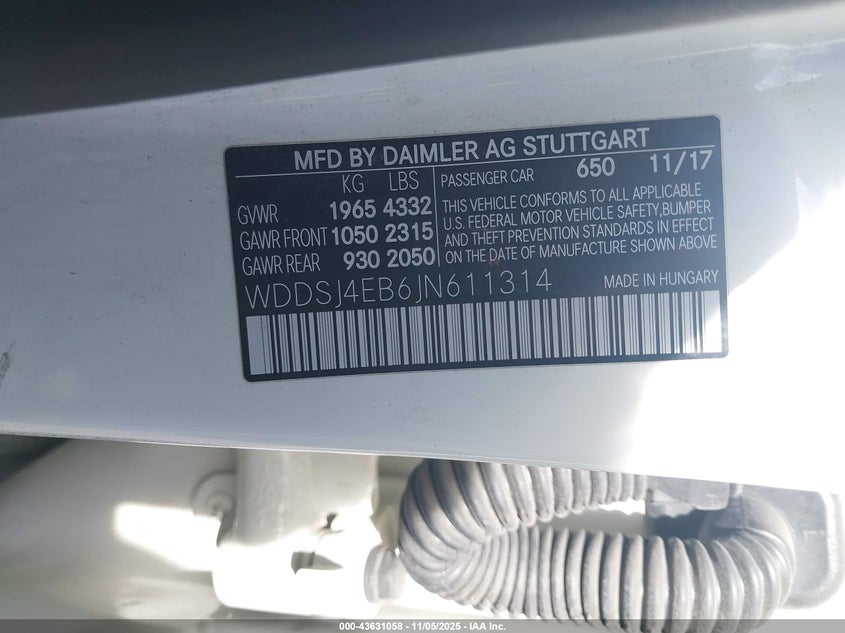 MFD BY DAIMLER AG STUTTGART
KG LBS
GVWR 1965 4332
GAWR FRONT 1050 2315
GAWR REAR 930 2050
PASSENGER CAR 650 11/17
THIS VEHICLE CONFORMS TO ALL APPLICABLE
U.S. FEDERAL MOTOR VEHICLE SAFETY,BUMPER
AND THEFT PREVENTION STANDARDS IN EFFECT
ON THE DATE OF MANUFACTURE SHOWN ABOVE
WDDSJ4EB6JN611314
MADE IN HUNGARY
000-43631058 - 11/05/2025 - IAA Inc.